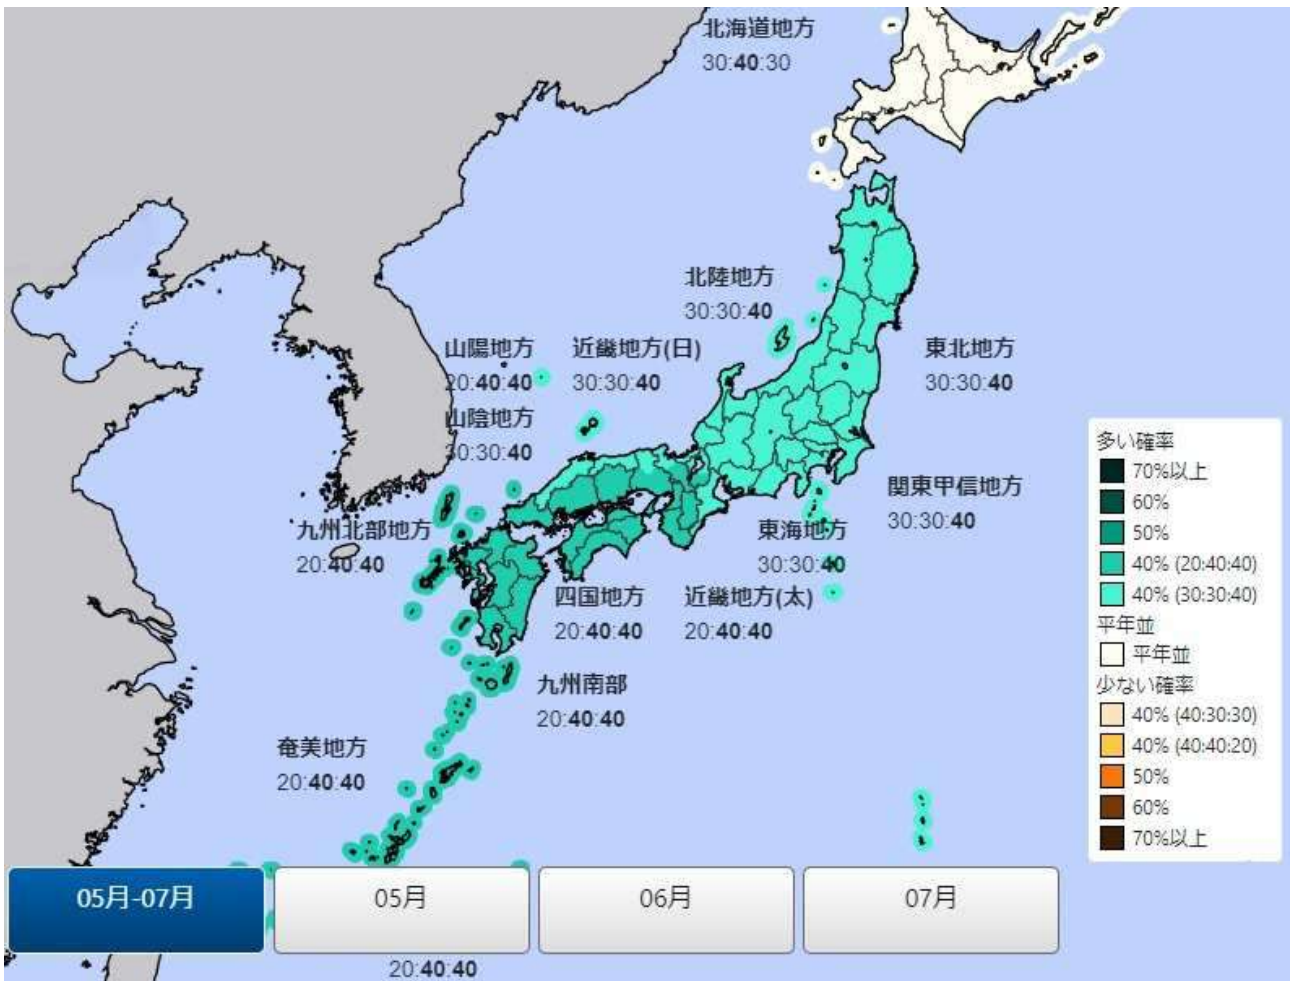 北海道地方
30:40:30
北陸地方
30:30:40
山陽地方
20:40:40
近畿地方(日)
30:30:40
東北地方
30:30:40
山陰地方
30:30:40
関東甲信地方
30:30:40
九州北部地方
20:40:40
東海地方
30:30:40
四国地方
20:40:40
近畿地方(太)
20:40:40
九州南部
20:40:40
奄美地方
20:40:40
多い確率
70%以上
60%
50%
40% (20:40:40)
40% (30:30:40)
平年並
平年並
少ない確率
40% (40:30:30)
40% (40:40:20)
50%
60%
70%以上
05月-07月
05月
06月
07月
20:40:40